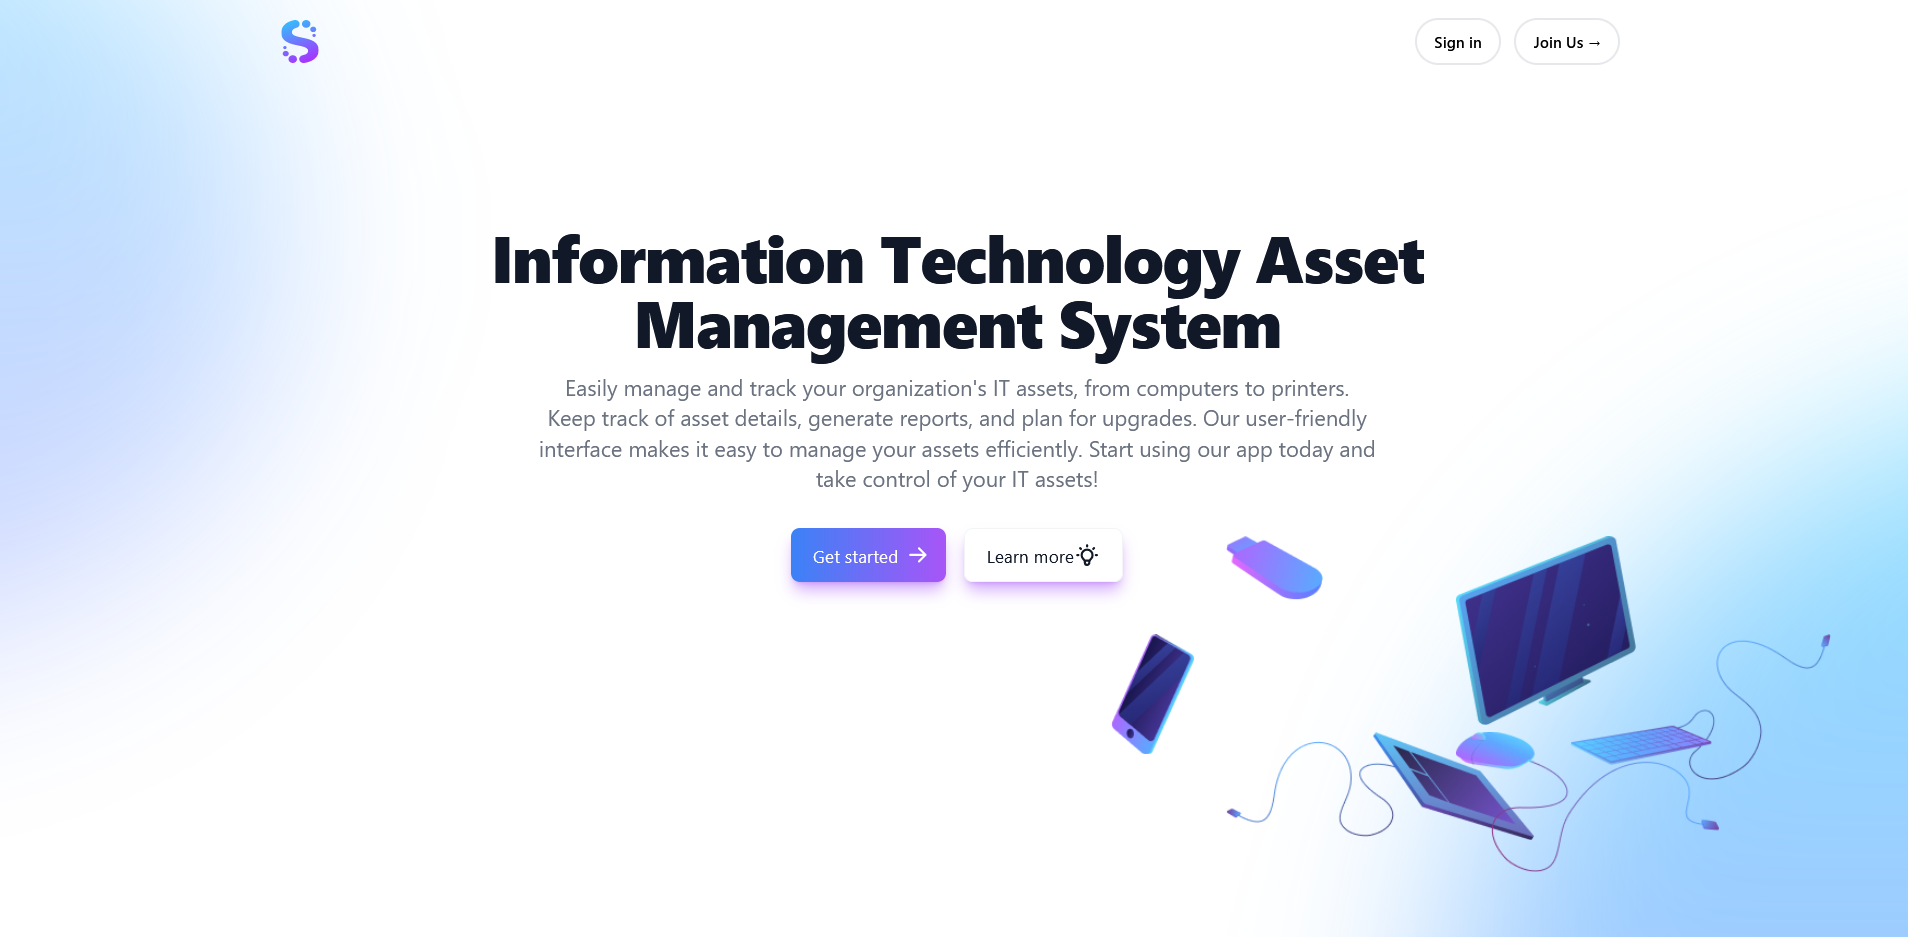 S
Sign in
Join Us →
Information Technology Asset
Management System
Easily manage and track your organization's IT assets, from computers to printers.
Keep track of asset details, generate reports, and plan for upgrades. Our user-friendly
interface makes it easy to manage your assets efficiently. Start using our app today and
take control of your IT assets!
Get started →
Learn more